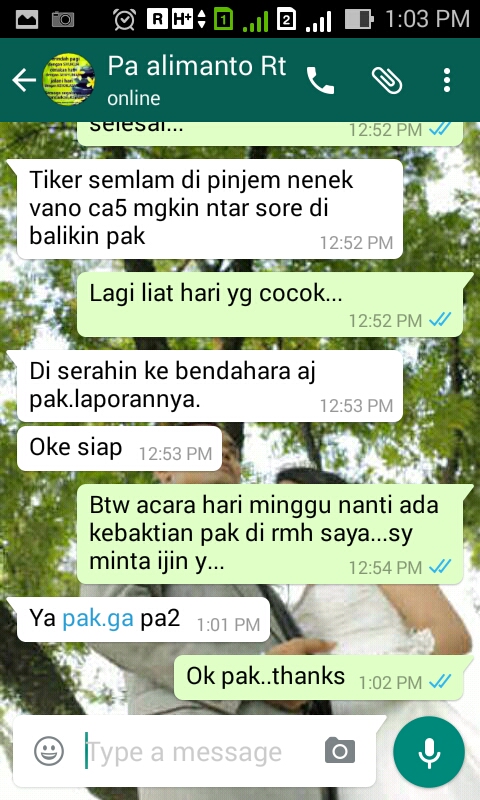 1:03 PM
Pa alimanto Rt
online
selesai...
12:52 PM
Tiker semlam di pinjem nenek
vano ca5 mgkin ntar sore di
balikin pak
12:52 PM
Lagi liat hari yg cocok...
12:52 PM
Di serahin ke bendahara aj
pak.laporannya.
12:53 PM
Oke siap 12:53 PM
Btw acara hari minggu nanti ada
kebaktian pak di rmh saya...sy
minta ijin y...
12:54 PM
Ya pak.ga pa2 1:01 PM
Ok pak..thanks 1:02 PM
Type a message